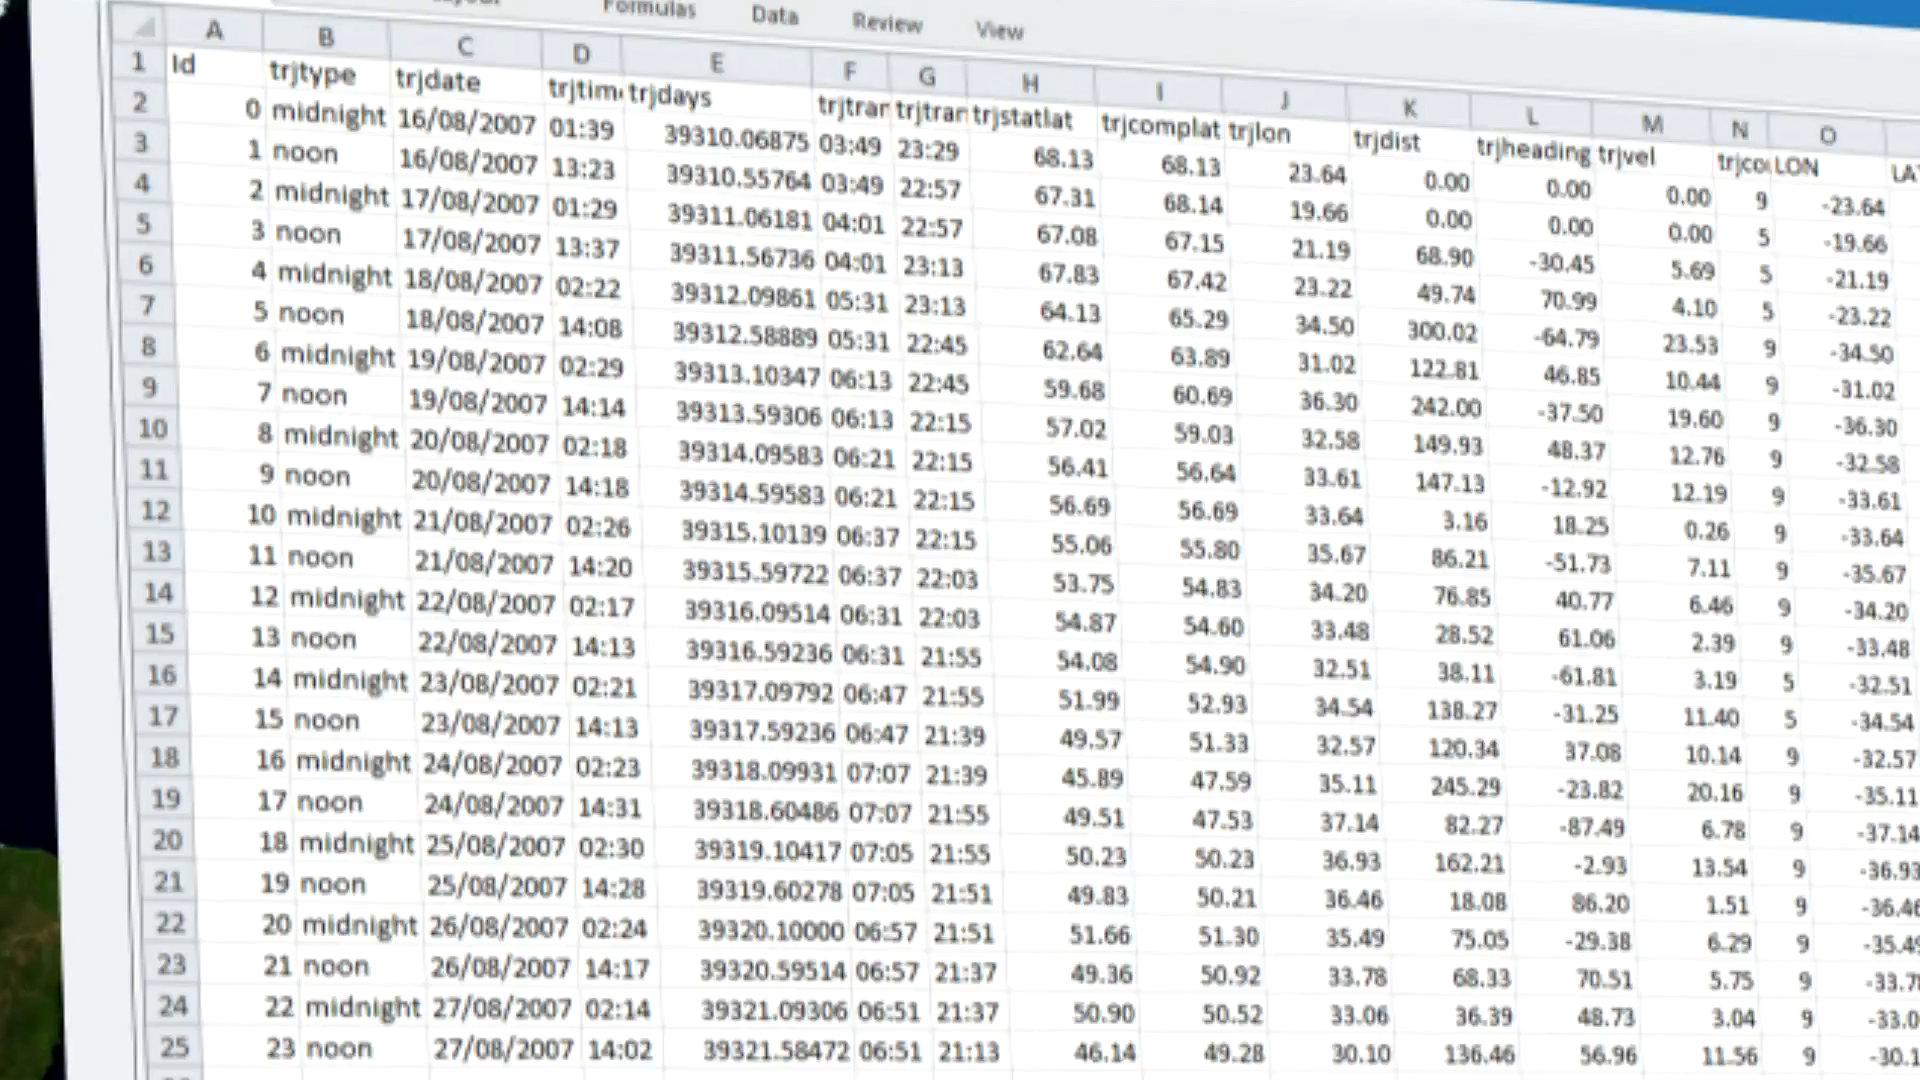 Formulas Data Review View
A B C D E F G H I J K L M N O
1 Id trjtype trjdate trjtim trjdays trjtrar trjtrar trjstatlat trjcomplat trjlon trjdist trjheading trjvel trjco LON LA
2 0 midnight 16/08/2007 01:39 39310.06875 03:49 23:29 68.13 68.13 23.64 0.00 0.00 0.00 9 -23.64
3 1 noon 16/08/2007 13:23 39310.55764 03:49 22:57 67.31 68.14 19.66 0.00 0.00 0.00 5 -19.66
4 2 midnight 17/08/2007 01:29 39311.06181 04:01 22:57 67.08 67.15 21.19 68.90 -30.45 5.69 5 -21.19
5 3 noon 17/08/2007 13:37 39311.56736 04:01 23:13 67.83 67.42 23.22 49.74 70.99 4.10 5 -23.22
6 4 midnight 18/08/2007 02:22 39312.09861 05:31 23:13 64.13 65.29 34.50 300.02 -64.79 23.53 9 -34.50
7 5 noon 18/08/2007 14:08 39312.58889 05:31 22:45 62.64 63.89 31.02 122.81 46.85 10.44 9 -31.02
8 6 midnight 19/08/2007 02:29 39313.10347 06:13 22:45 59.68 60.69 36.30 242.00 -37.50 19.60 9 -36.30
9 7 noon 19/08/2007 14:14 39313.59306 06:13 22:15 57.02 59.03 32.58 149.93 48.37 12.76 9 -32.58
10 8 midnight 20/08/2007 02:18 39314.09583 06:21 22:15 56.41 56.64 33.61 147.13 -12.92 12.19 9 -33.61
11 9 noon 20/08/2007 14:18 39314.59583 06:21 22:15 56.69 56.69 33.64 3.16 18.25 0.26 9 -33.64
12 10 midnight 21/08/2007 02:26 39315.10139 06:37 22:15 55.06 55.80 35.67 86.21 -51.73 7.11 9 -35.67
13 11 noon 21/08/2007 14:20 39315.59722 06:37 22:03 53.75 54.83 34.20 76.85 40.77 6.46 9 -34.20
14 12 midnight 22/08/2007 02:17 39316.09514 06:31 22:03 54.87 54.60 33.48 28.52 61.06 2.39 9 -33.48
15 13 noon 22/08/2007 14:13 39316.59236 06:31 21:55 54.08 54.90 32.51 38.11 -61.81 3.19 5 -32.51
16 14 midnight 23/08/2007 02:21 39317.09792 06:47 21:55 51.99 52.93 34.54 138.27 -31.25 11.40 5 -34.54
17 15 noon 23/08/2007 14:13 39317.59236 06:47 21:39 49.57 51.33 32.57 120.34 37.08 10.14 9 -32.57
18 16 midnight 24/08/2007 02:23 39318.09931 07:07 21:39 45.89 47.59 35.11 245.29 -23.82 20.16 9 -35.11
19 17 noon 24/08/2007 14:31 39318.60486 07:07 21:55 49.51 47.53 37.14 82.27 -87.49 6.78 9 -37.14
20 18 midnight 25/08/2007 02:30 39319.10417 07:05 21:55 50.23 50.23 36.93 162.21 -2.93 13.54 9 -36.93
21 19 noon 25/08/2007 14:28 39319.60278 07:05 21:51 49.83 50.21 36.46 18.08 86.20 1.51 9 -36.46
22 20 midnight 26/08/2007 02:24 39320.10000 06:57 21:51 51.66 51.30 35.49 75.05 -29.38 6.29 9 -35.49
23 21 noon 26/08/2007 14:17 39320.59514 06:57 21:37 49.36 50.92 33.78 68.33 70.51 5.75 9 -33.78
24 22 midnight 27/08/2007 02:14 39321.09306 06:51 21:37 50.90 50.52 33.06 36.39 48.73 3.04 9 -33.0
25 23 noon 27/08/2007 14:02 39321.58472 06:51 21:13 46.14 49.28 30.10 136.46 56.96 11.56 9 -30.1